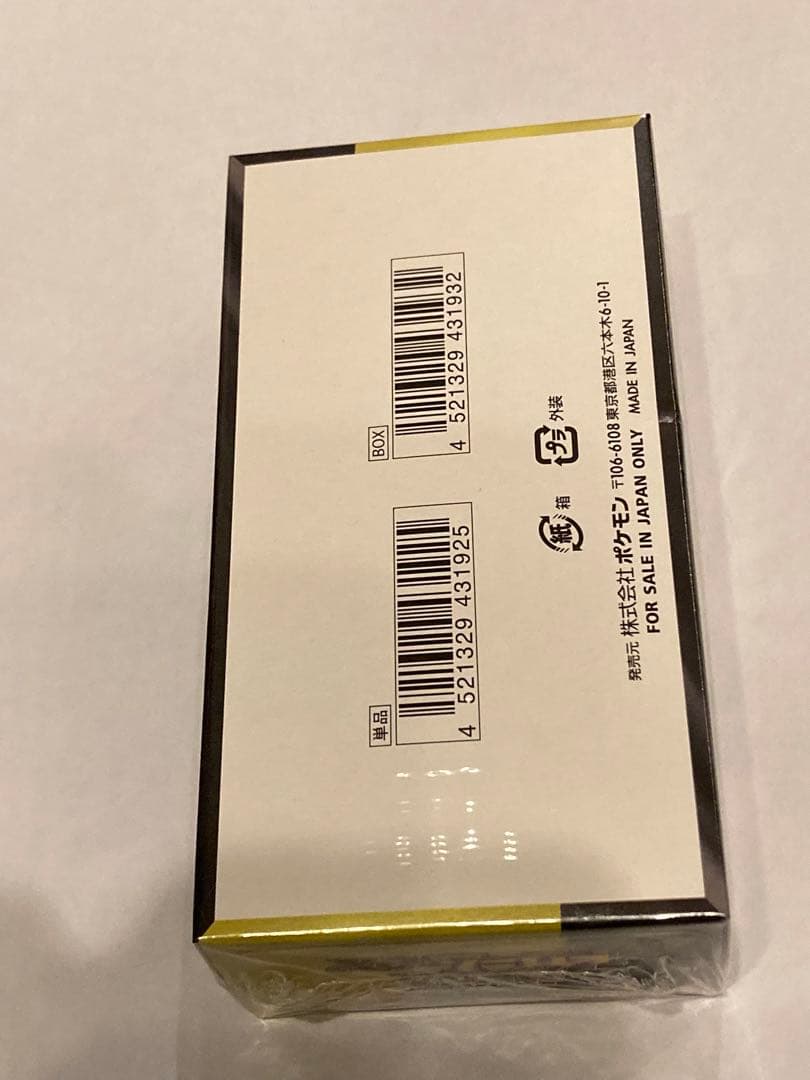 単品
4 521329 431925
BOX
4 521329 431932
紙 箱
プラ 外装
発売元 株式会社ポケモン 〒106-6108 東京都港区六本木6-10-1
FOR SALE IN JAPAN ONLY MADE IN JAPAN